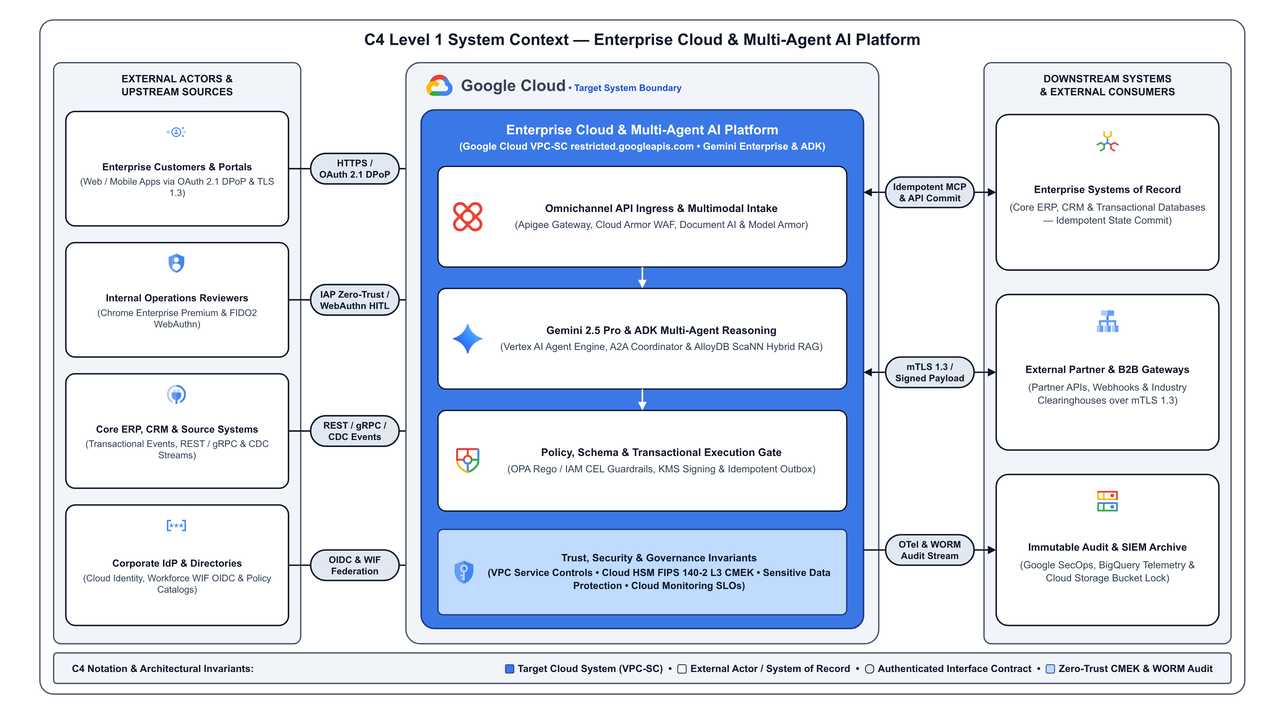 C4 Level 1 System Context — Enterprise Cloud & Multi-Agent AI Platform
EXTERNAL ACTORS &
UPSTREAM SOURCES
Enterprise Customers & Portals
(Web / Mobile Apps via OAuth 2.1 DPoP & TLS
1.3)
Internal Operations Reviewers
(Chrome Enterprise Premium & FIDO2
WebAuthn)
Core ERP, CRM & Source Systems
(Transactional Events, REST / gRPC & CDC
Streams)
Corporate IdP & Directories
(Cloud Identity, Workforce WIF OIDC & Policy
Catalogs)
HTTPS /
OAuth 2.1 DPoP
IAP Zero-Trust /
WebAuthn HITL
REST / gRPC /
CDC Events
OIDC & WIF
Federation
Google Cloud • Target System Boundary
Enterprise Cloud & Multi-Agent AI Platform
(Google Cloud VPC-SC restricted.googleapis.com • Gemini Enterprise & ADK)
Omnichannel API Ingress & Multimodal Intake
(Apigee Gateway, Cloud Armor WAF, Document AI & Model Armor)
Gemini 2.5 Pro & ADK Multi-Agent Reasoning
(Vertex AI Agent Engine, A2A Coordinator & AlloyDB ScaNN Hybrid RAG)
Policy, Schema & Transactional Execution Gate
(OPA Rego / IAM CEL Guardrails, KMS Signing & Idempotent Outbox)
Trust, Security & Governance Invariants
(VPC Service Controls • Cloud HSM FIPS 140-2 L3 CMEK • Sensitive Data
Protection • Cloud Monitoring SLOs)
Idempotent MCP
& API Commit
mTLS 1.3 /
Signed Payload
OTel & WORM
Audit Stream
DOWNSTREAM SYSTEMS
& EXTERNAL CONSUMERS
Enterprise Systems of Record
(Core ERP, CRM & Transactional Databases
— Idempotent State Commit)
External Partner & B2B Gateways
(Partner APIs, Webhooks & Industry
Clearinghouses over mTLS 1.3)
Immutable Audit & SIEM Archive
(Google SecOps, BigQuery Telemetry &
Cloud Storage Bucket Lock)
C4 Notation & Architectural Invariants:
Target Cloud System (VPC-SC) • External Actor / System of Record • Authenticated Interface Contract • Zero-Trust CMEK & WORM Audit